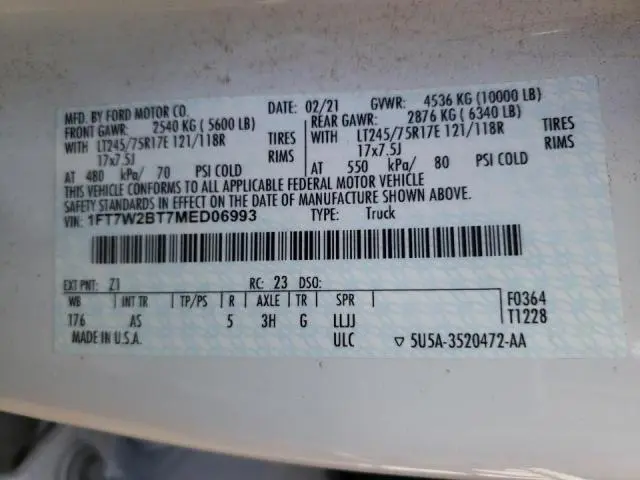 MFD. BY FORD MOTOR CO. DATE: 02/21 GVWR: 4536 KG (10000 LB)
FRONT GAWR: 2540 KG ( 5600 LB) REAR GAWR: 2876 KG ( 6340 LB)
WITH LT245/75R17E 121/118R TIRES WITH LT245/75R17E 121/118R TIRES
17x7.5J RIMS 17x7.5J RIMS
AT 480 kPa/ 70 PSI COLD AT 550 kPa/ 80 PSI COLD
THIS VEHICLE CONFORMS TO ALL APPLICABLE FEDERAL MOTOR VEHICLE
SAFETY STANDARDS IN EFFECT ON THE DATE OF MANUFACTURE SHOWN ABOVE.
VIN: 1FT7W2BT7MED06993 TYPE: Truck
EXT PNT: Z1 RC: 23 DSO:
WB INT TR TP/PS R AXLE TR SPR F0364
176 AS 5 3H G LLJJ T1228
MADE IN U.S.A. ULC ▽ 5U5A-3520472-AA